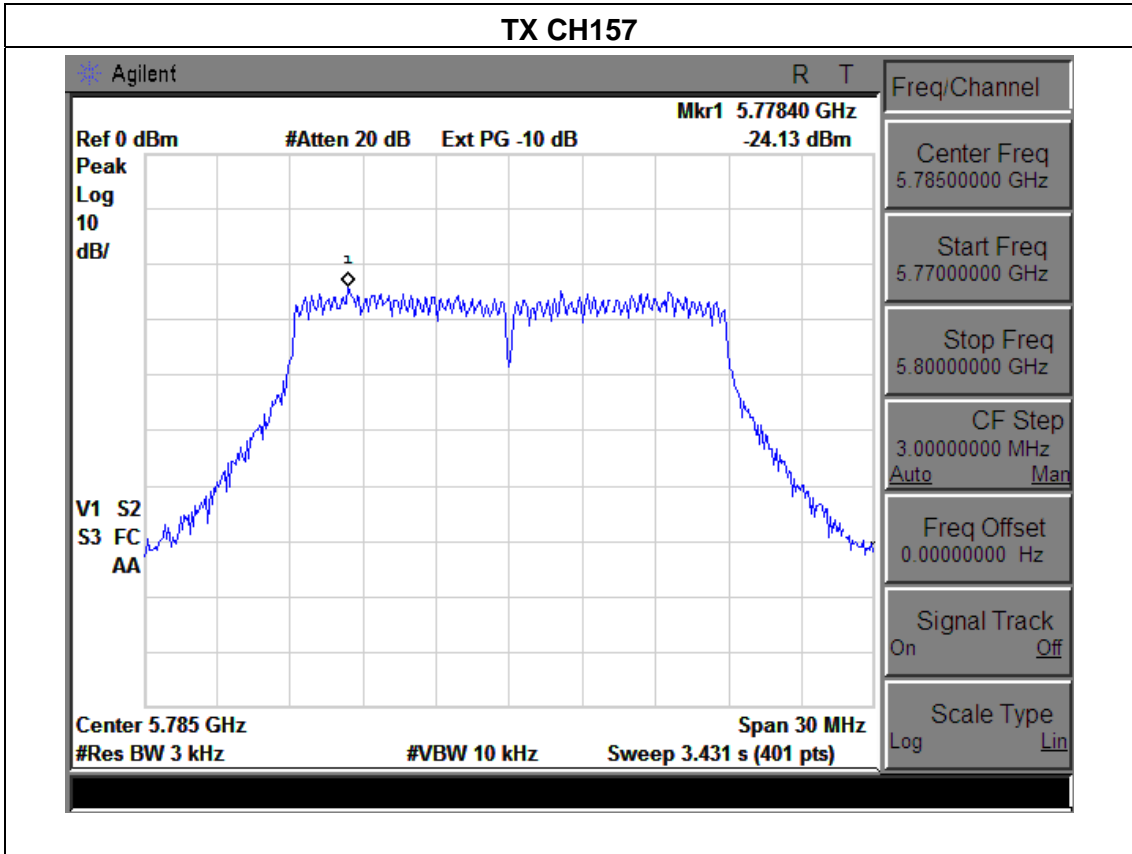 TX CH157
Agilent R T
Mkr1 5.77840 GHz
Ref 0 dBm #Atten 20 dB Ext PG -10 dB -24.13 dBm
Peak
Log
10
dB/
1
V1 S2
S3 FC
AA
Center 5.785 GHz Span 30 MHz
#Res BW 3 kHz #VBW 10 kHz Sweep 3.431 s (401 pts)
Freq/Channel
Center Freq
5.78500000 GHz
Start Freq
5.77000000 GHz
Stop Freq
5.80000000 GHz
CF Step
3.00000000 MHz
Auto Man
Freq Offset
0.00000000 Hz
Signal Track
On Off
Scale Type
Log Lin